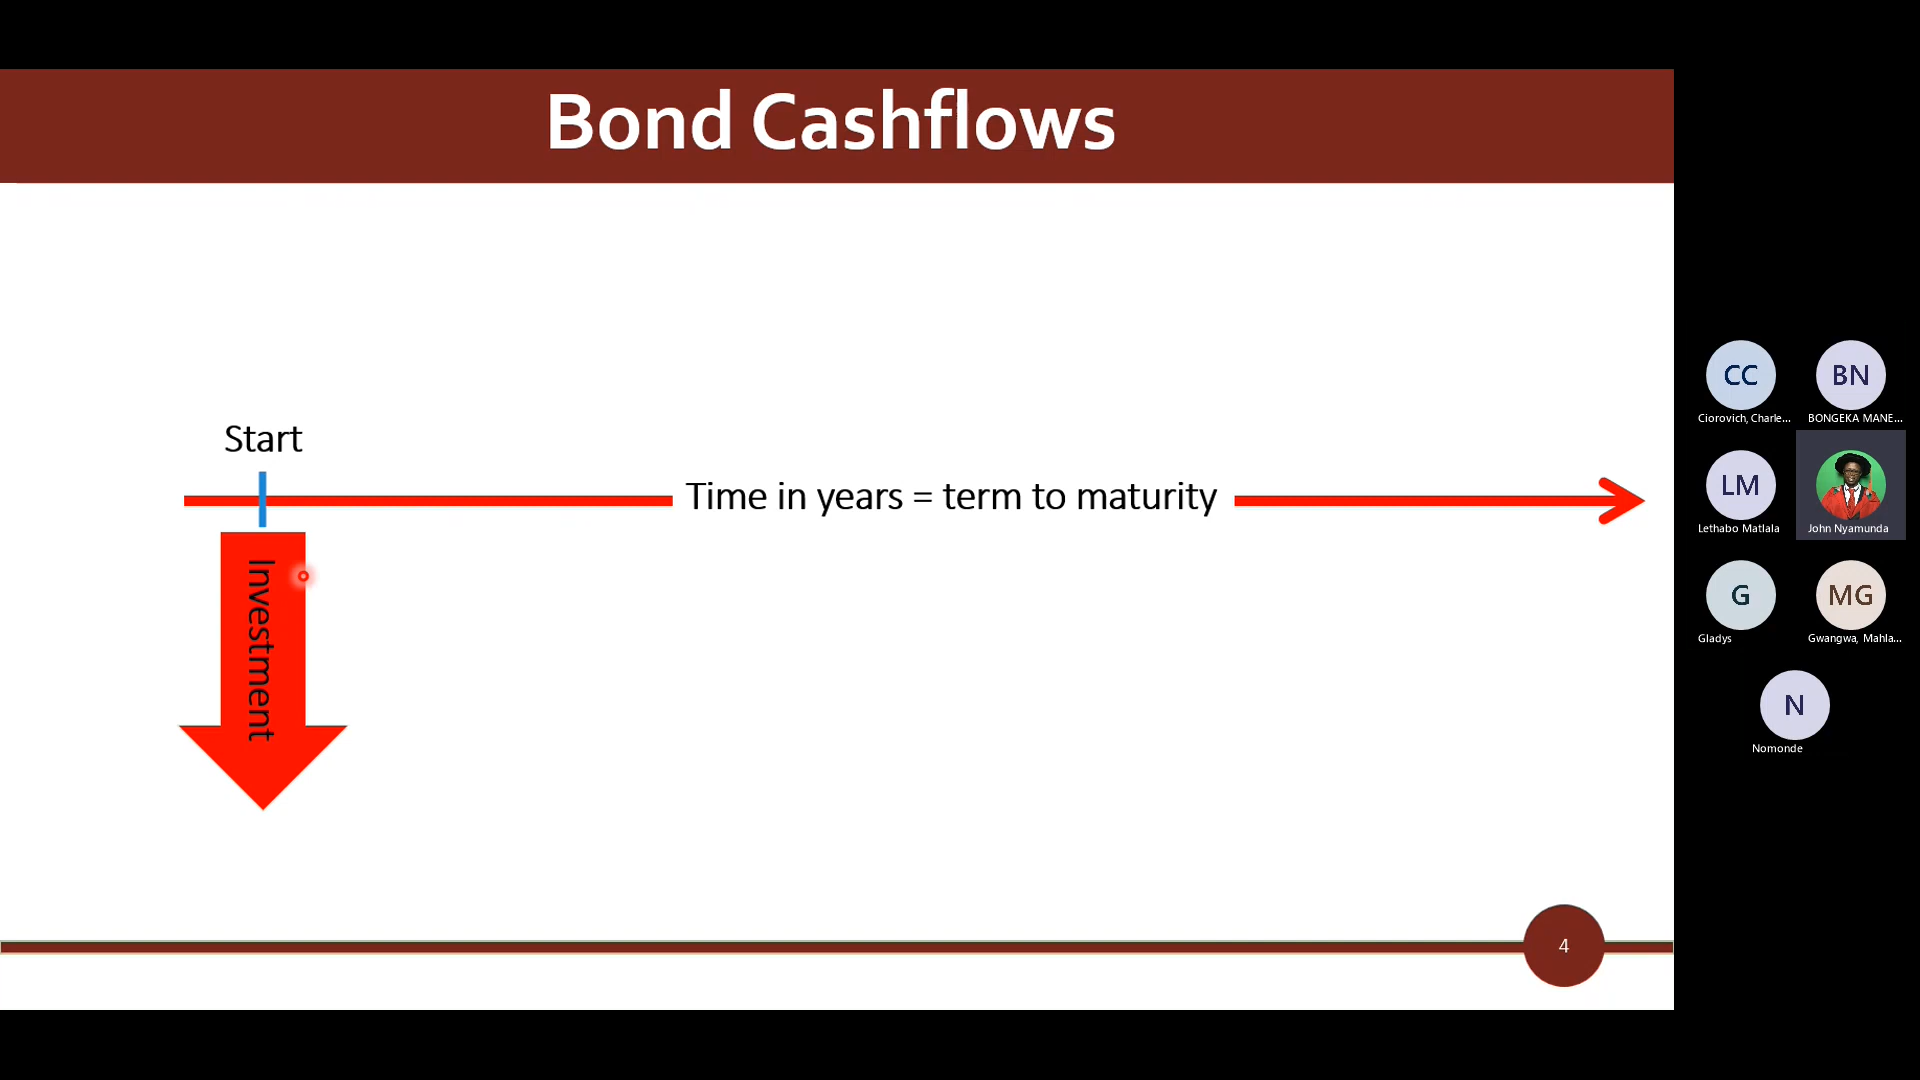 Bond Cashflows
Start
Time in years = term to maturity
Investment
4
CC
Ciorovich, Charle...
BN
BONGEKA MANE...
LM
Lethabo Matlala
John Nyamunda
G
Gladys
MG
Gwangwa, Mahla...
N
Nomonde